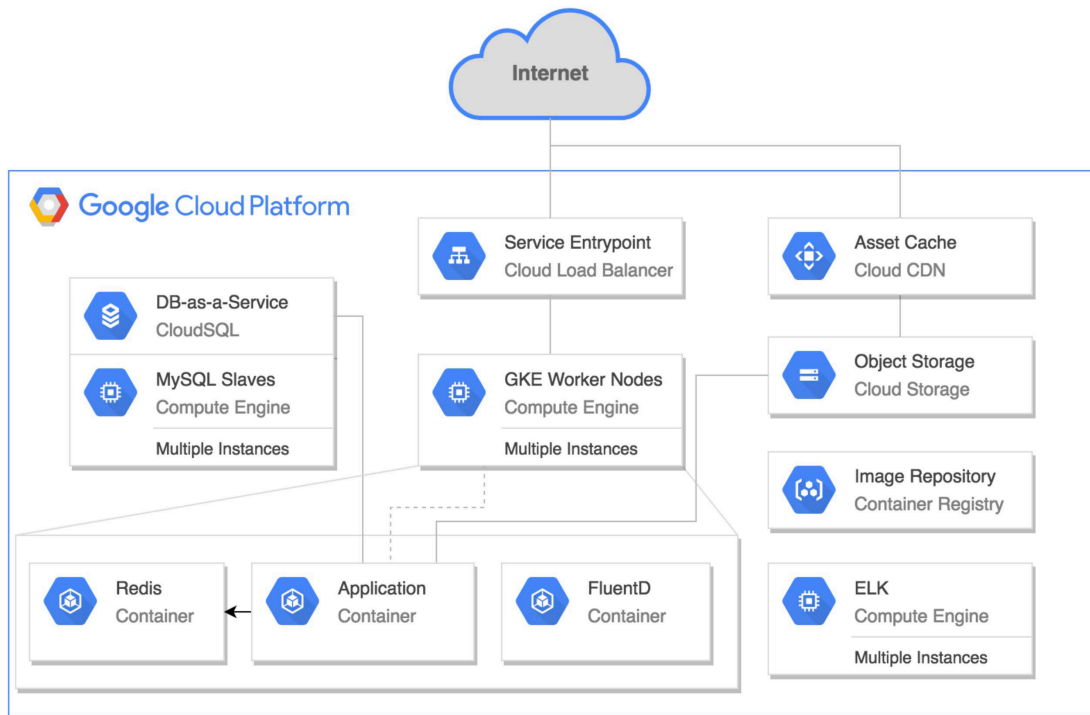 Internet
Google Cloud Platform
Service Entrypoint
Cloud Load Balancer
Asset Cache
Cloud CDN
DB-as-a-Service
CloudSQL
MySQL Slaves
Compute Engine
Multiple Instances
GKE Worker Nodes
Compute Engine
Multiple Instances
Object Storage
Cloud Storage
Image Repository
Container Registry
Redis
Container
Application
Container
FluentD
Container
ELK
Compute Engine
Multiple Instances